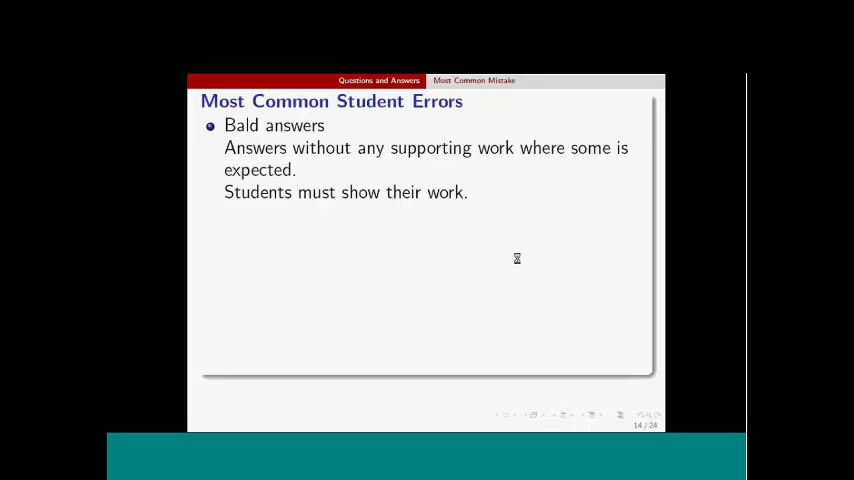 Questions and Answers Most Common Mistake
Most Common Student Errors
Bald answers
Answers without any supporting work where some is
expected.
Students must show their work.
14 / 24